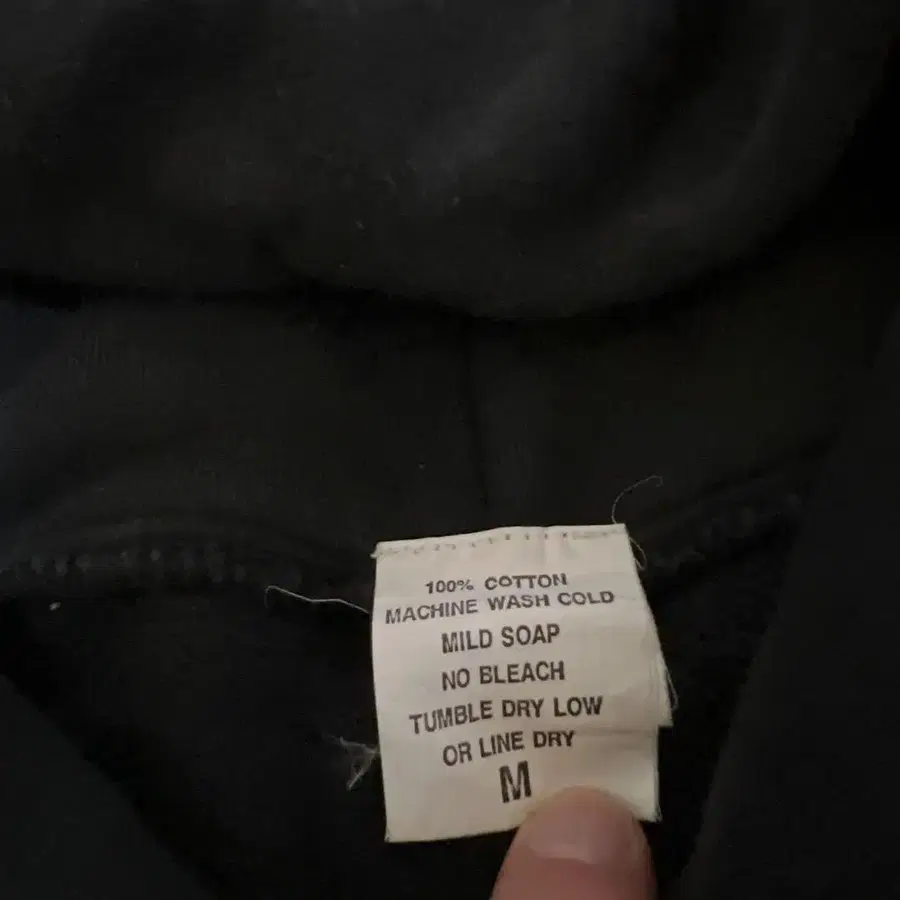 100% COTTON
MACHINE WASH COLD
MILD SOAP
NO BLEACH
TUMBLE DRY LOW
OR LINE DRY
M